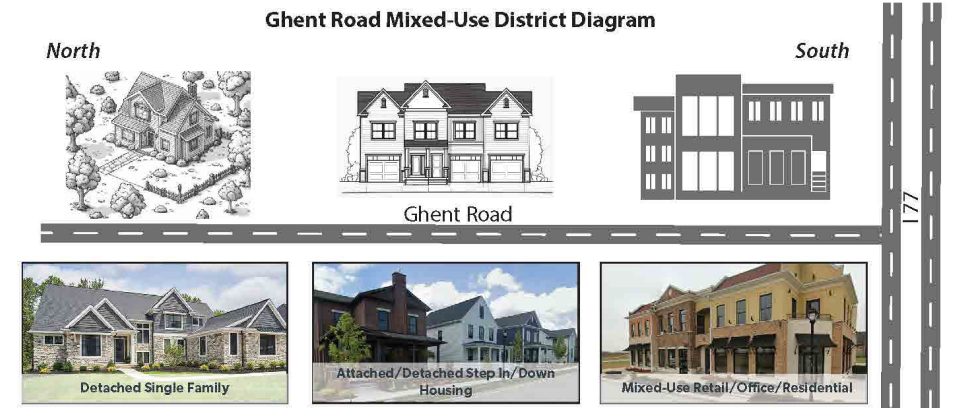 Ghent Road Mixed-Use District Diagram
North
South
Ghent Road
177
Detached Single Family
Attached/Detached Step In/Down
Housing
Mixed-Use Retail/Office/Residential